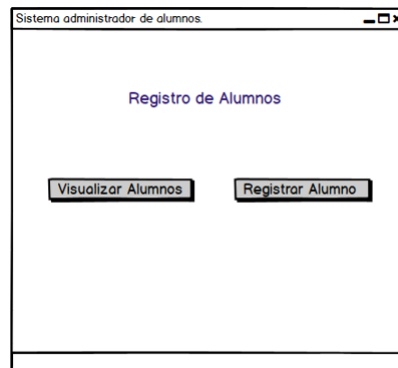 Sistema administrador de alumnos.
Registro de Alumnos
Visualizar Alumnos
Registrar Alumno